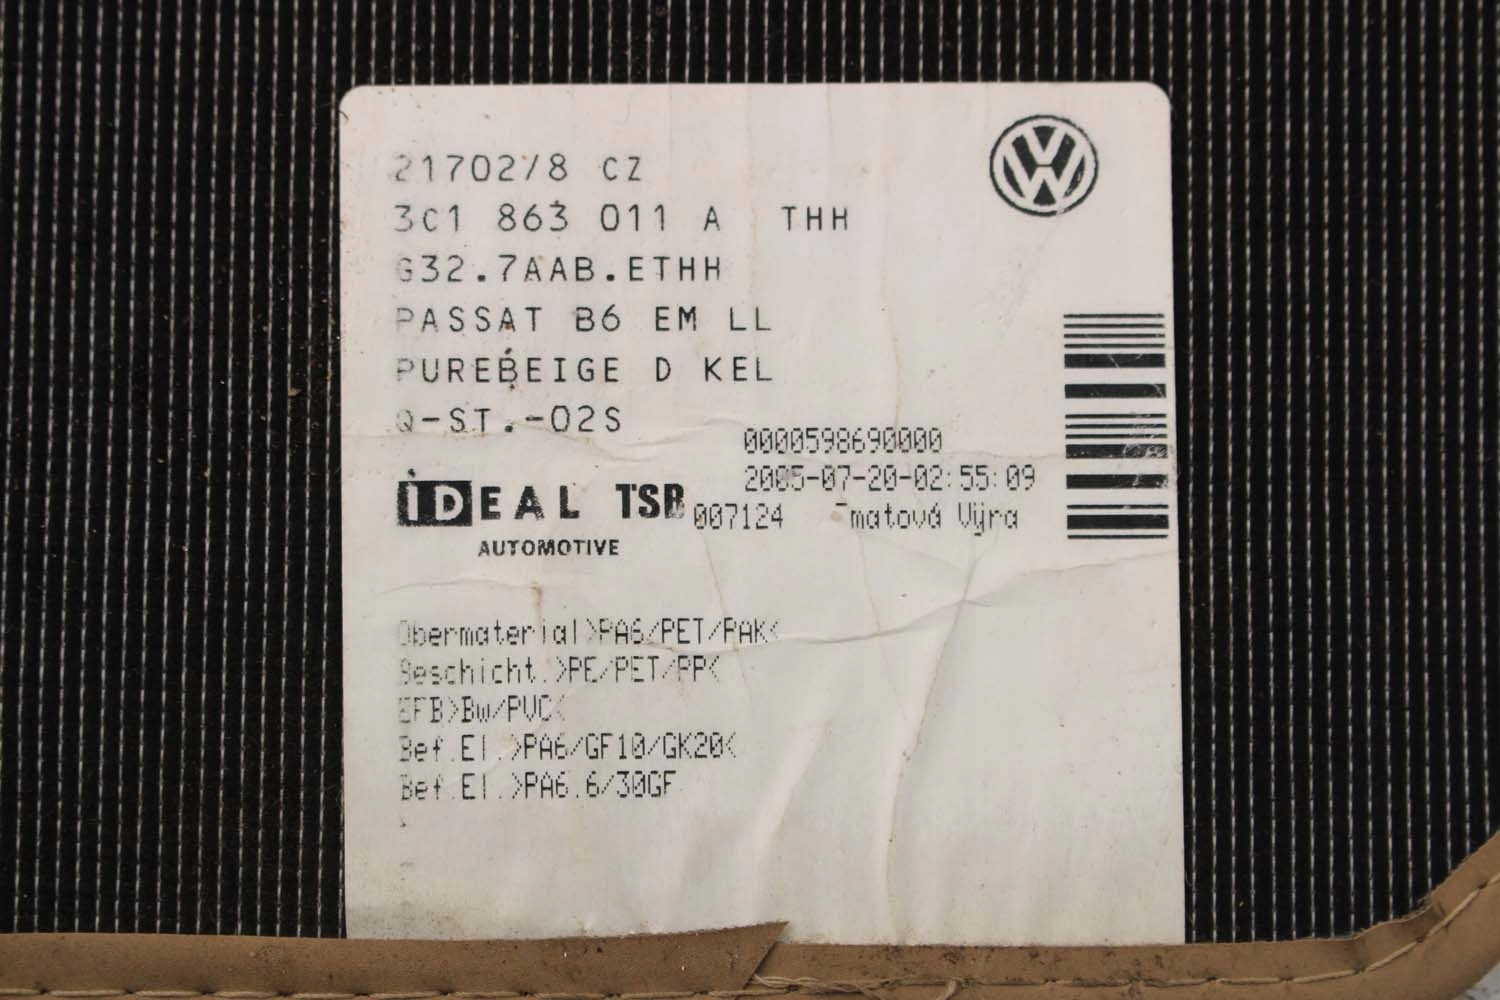 21702/8 CZ
3C1 863 011 A THH
G32.7AAB.ETHH
PASSAT B6 EM LL
PUREBEIGE D KEL
Q-ST.-02S
0000598690000
2005-07-20-02:55:09
IDEAL TSB
007124 Výra
AUTOMOTIVE
Obermaterial>PA6/PET/PAK<
Beschicht.>PE/PET/PP<
EFB>Bw/PVC<
Bef.El.>PA6/GF10/GK20<
Bef.El.>PA6.6/30GF